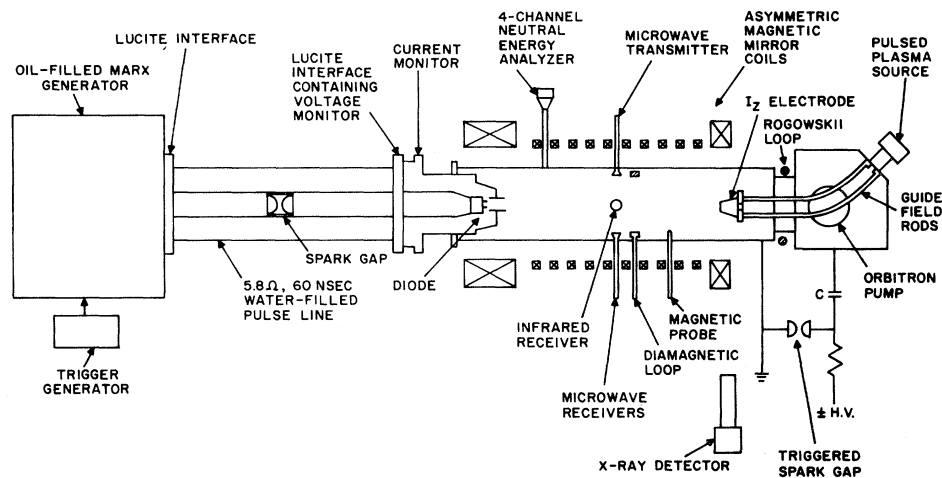 LUCITE INTERFACE
OIL-FILLED MARX
GENERATOR
LUCITE
INTERFACE
CONTAINING
VOLTAGE
MONITOR
CURRENT
MONITOR
4-CHANNEL
NEUTRAL
ENERGY
ANALYZER
MICROWAVE
TRANSMITTER
ASYMMETRIC
MAGNETIC
MIRROR
COILS
PULSED
PLASMA
SOURCE
IZ ELECTRODE
ROGOWSKII
LOOP
GUIDE
FIELD
RODS
ORBITRON
PUMP
SPARK GAP
5.8Ω, 60 NSEC
WATER-FILLED
PULSE LINE
DIODE
INFRARED
RECEIVER
MAGNETIC
PROBE
DIAMAGNETIC
LOOP
MICROWAVE
RECEIVERS
C
± H.V.
TRIGGER
GENERATOR
X-RAY DETECTOR
TRIGGERED
SPARK GAP